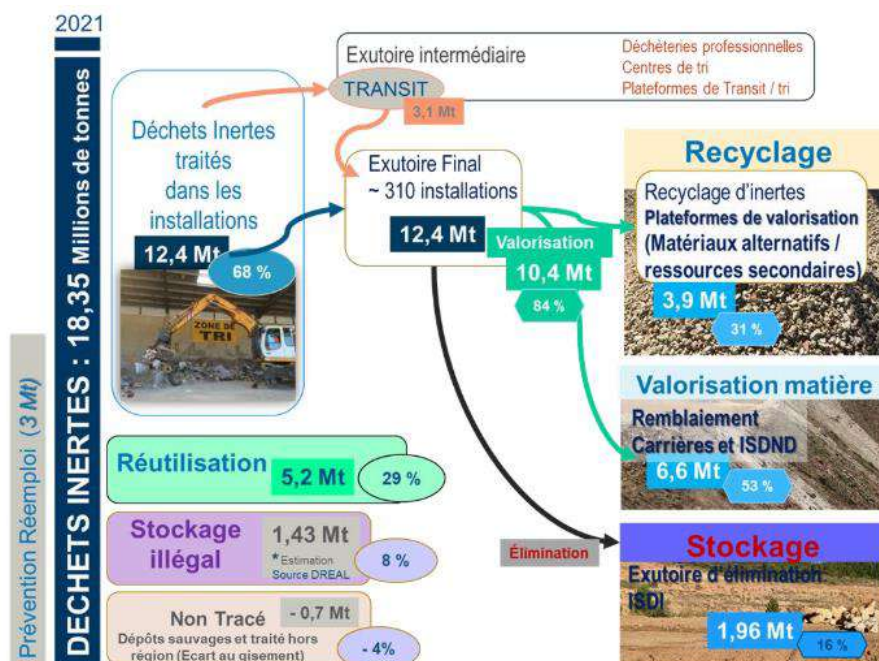 2021
DECHETS INERTES : 18,35 Millions de tonnes
Prévention Réemploi (3 Mt)
Exutoire intermédiaire
Déchèteries professionnelles
Centres de tri
Plateformes de Transit / tri
TRANSIT
3,1 Mt
Déchets Inertes
traités
dans les
installations
12,4 Mt
68 %
ZONE DE
TRI
Exutoire Final
~ 310 installations
12,4 Mt
Valorisation
10,4 Mt
84 %
Recyclage
Recyclage d'inertes
Plateformes de valorisation
(Matériaux alternatifs /
ressources secondaires)
3,9 Mt
31 %
Valorisation matière
Remblaiement
Carrières et ISDND
6,6 Mt
53 %
Réutilisation
5,2 Mt
29 %
Stockage
illégal
1,43 Mt
* Estimation
Source DREAL
8 %
Non Tracé
- 0,7 Mt
Dépôts sauvages et traité hors
région (Ecart au gisement)
- 4%
Élimination
Stockage
Exutoire d'élimination:
ISDI
1,96 Mt
16 %